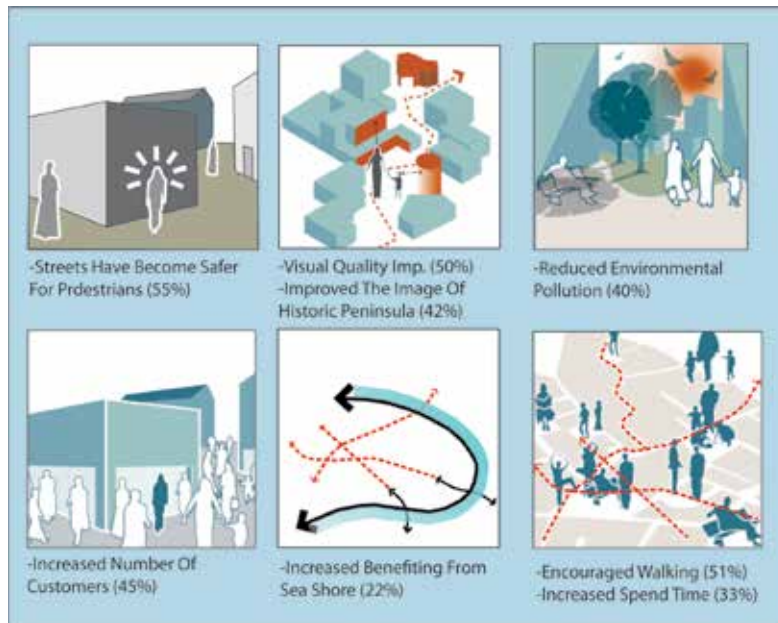 -Streets Have Become Safer
For Prdestrians (55%)
-Visual Quality Imp. (50%)
-Improved The Image Of
Historic Peninsula (42%)
-Reduced Environmental
Pollution (40%)
-Increased Number Of
Customers (45%)
-Increased Benefiting From
Sea Shore (22%)
-Encouraged Walking (51%)
-Increased Spend Time (33%)